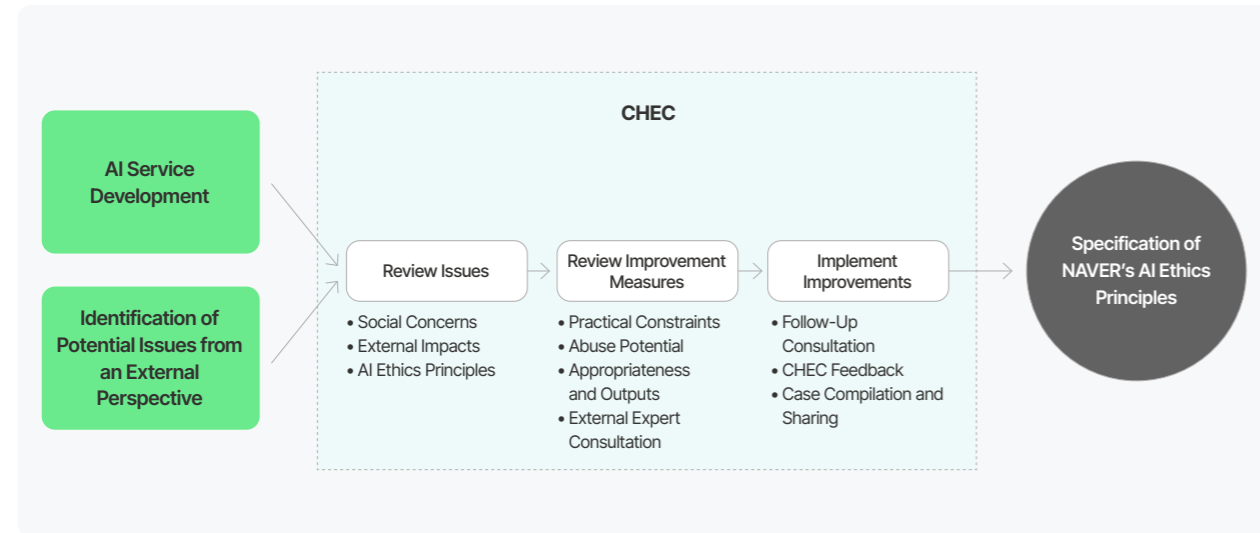 CHEC
AI Service
Development
Identification of
Potential Issues from
an External
Perspective
Review Issues
• Social Concerns
• External Impacts
• AI Ethics Principles
Review Improvement
Measures
• Practical Constraints
• Abuse Potential
• Appropriateness
and Outputs
• External Expert
Consultation
Implement
Improvements
• Follow-Up
Consultation
• CHEC Feedback
• Case Compilation and
Sharing
Specification of
NAVER’s AI Ethics
Principles